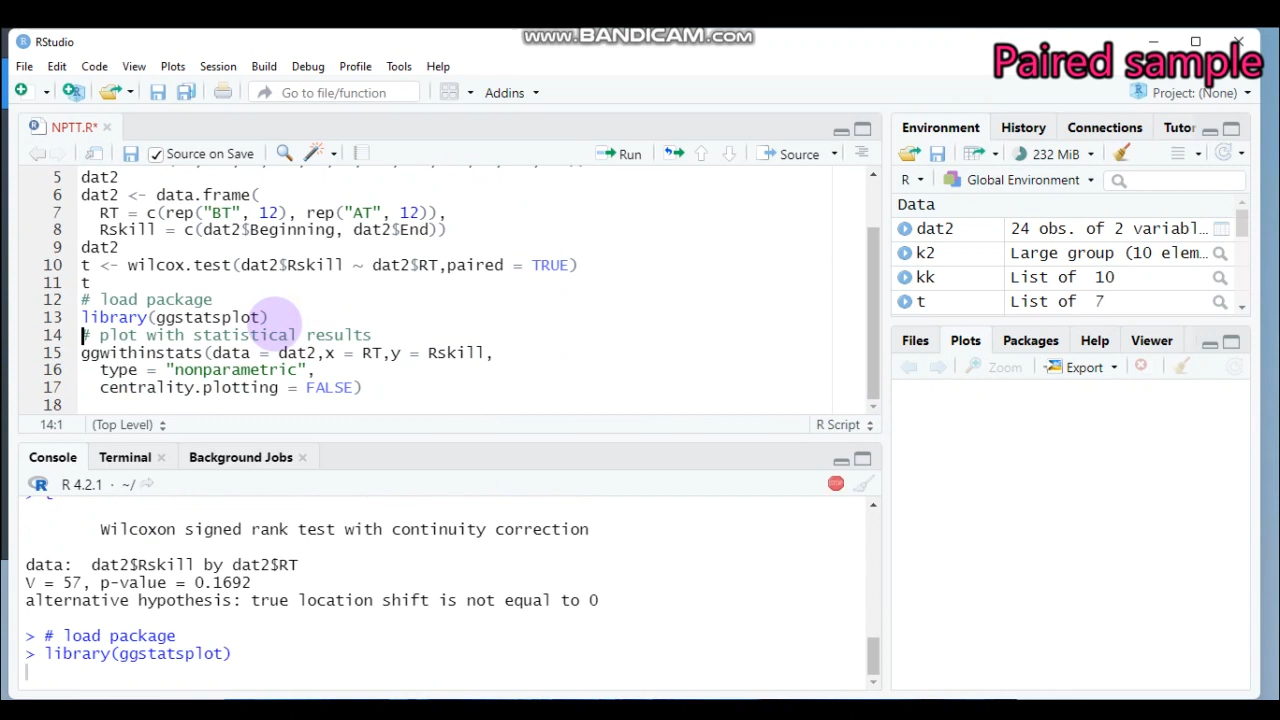 www.BANDICAM.com
RStudio
Paired sample
File Edit Code View Plots Session Build Debug Profile Tools Help
Go to file/function Addins Project: (None)
NPTT.R*
Source on Save Run Source
5 dat2
6 dat2 <- data.frame(
7 RT = c(rep("BT", 12), rep("AT", 12)),
8 Rskill = c(dat2$Beginning, dat2$End))
9 dat2
10 t <- wilcox.test(dat2$Rskill ~ dat2$RT,paired = TRUE)
11 t
12 # load package
13 library(ggstatsplot)
14 # plot with statistical results
15 ggwithinstats(data = dat2,x = RT,y = Rskill,
16 type = "nonparametric",
17 centrality.plotting = FALSE)
18
14:1 (Top Level) R Script
Console Terminal Background Jobs
R 4.2.1 · ~/
Wilcoxon signed rank test with continuity correction
data: dat2$Rskill by dat2$RT
V = 57, p-value = 0.1692
alternative hypothesis: true location shift is not equal to 0
> # load package
> library(ggstatsplot)
Environment History Connections Tutor
232 MiB
R Global Environment
Data
dat2 24 obs. of 2 variabl...
k2 Large group (10 elem...
kk List of 10
t List of 7
Files Plots Packages Help Viewer
Zoom Export